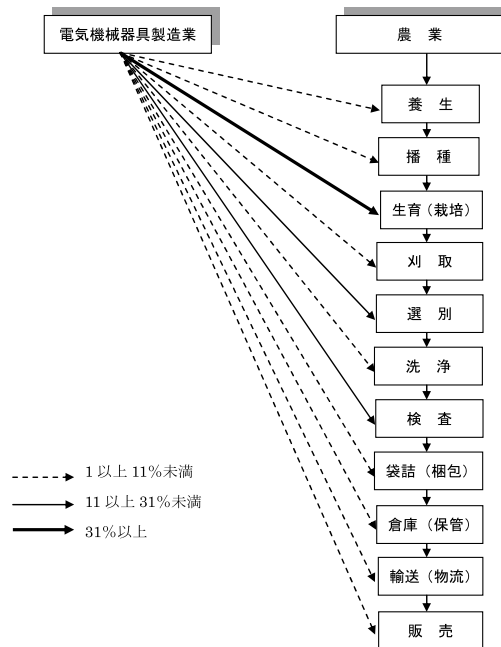 電気機械器具製造業
農　業
養　生
播　種
生育（栽培）
刈　取
選　別
洗　浄
検　査
袋詰（梱包）
倉庫（保管）
輸送（物流）
販　売
1 以上 11％未満
11 以上 31％未満
31％以上